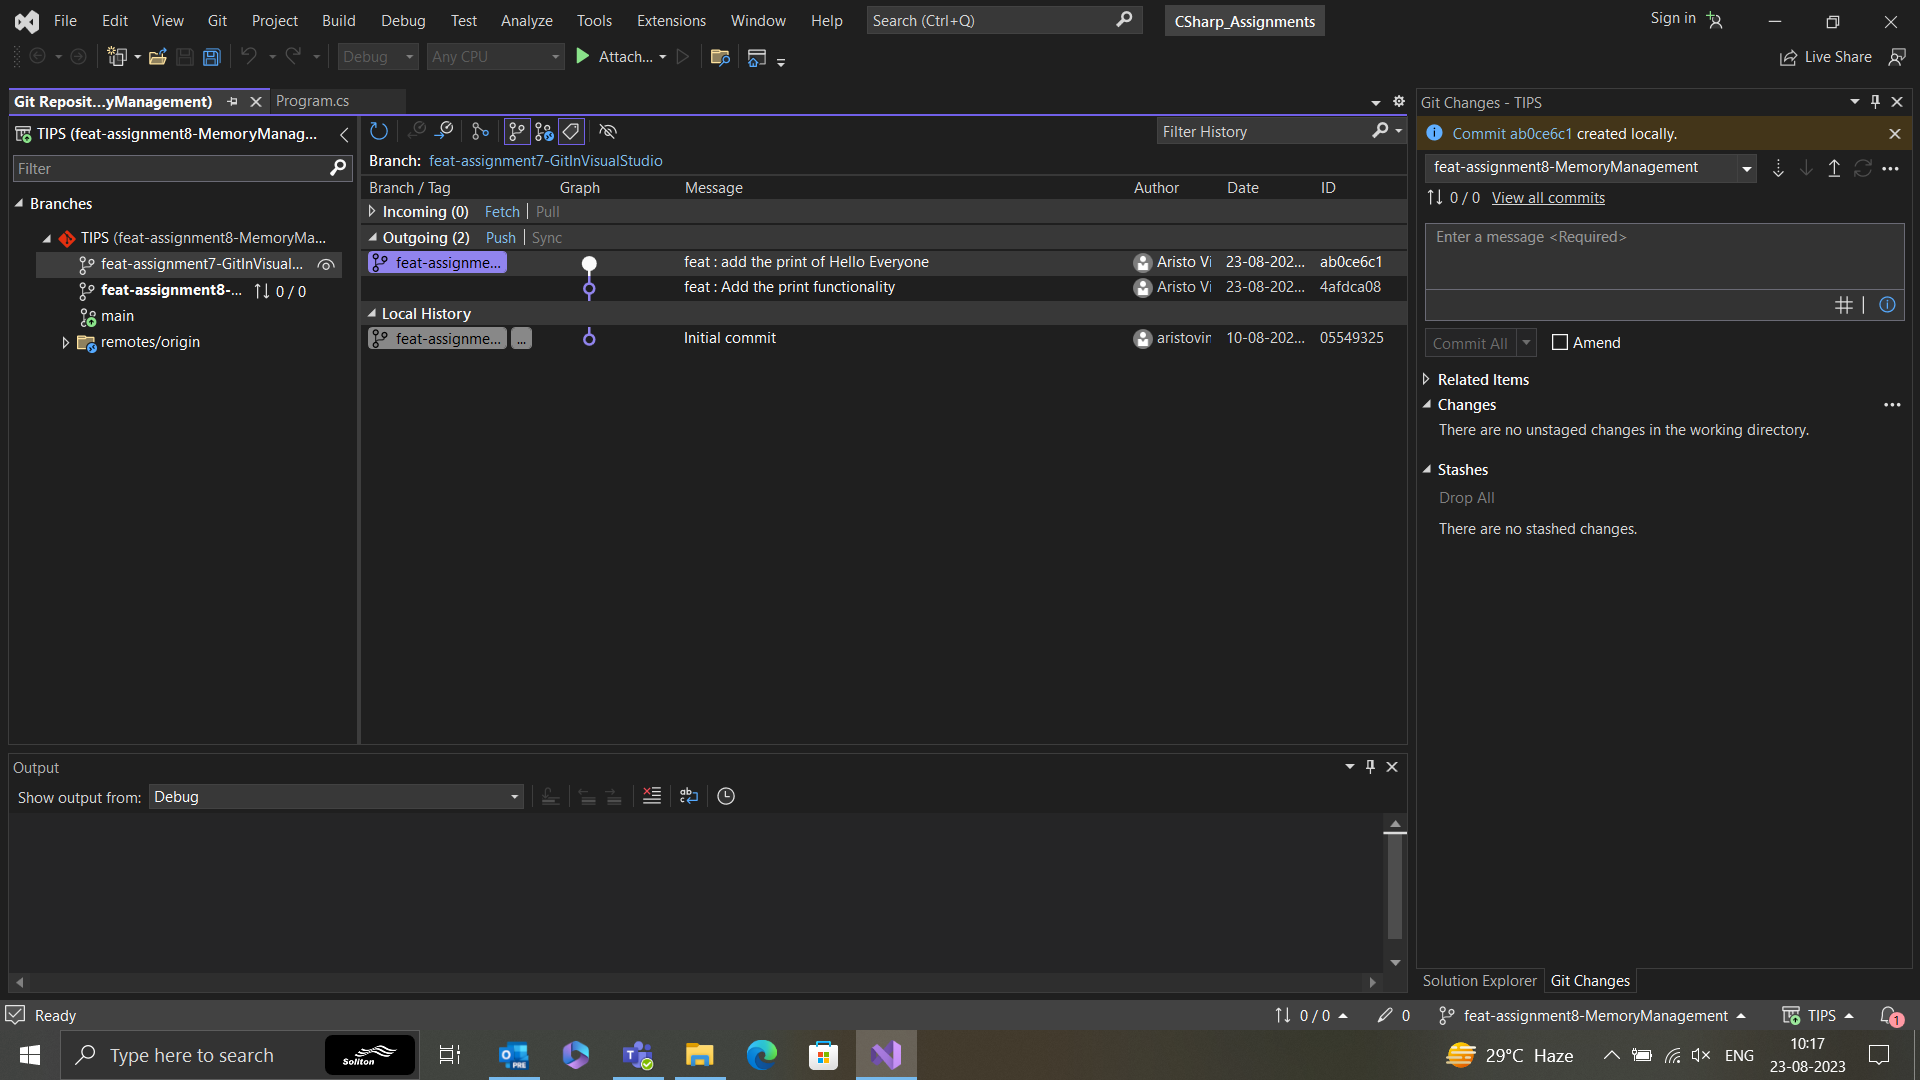 File Edit View Git Project Build Debug Test Analyze Tools Extensions Window Help Search (Ctrl+Q) CSharp_Assignments Sign in
Debug Any CPU Attach... Live Share
Git Reposit...yManagement) Program.cs
TIPS (feat-assignment8-MemoryManag...
Filter
Branches
TIPS (feat-assignment8-MemoryMa...
feat-assignment7-GitInVisual...
feat-assignment8-... 0 / 0
main
remotes/origin
Filter History
Branch: feat-assignment7-GitInVisualStudio
Branch / Tag Graph Message Author Date ID
Incoming (0) Fetch | Pull
Outgoing (2) Push | Sync
feat-assignme... feat : add the print of Hello Everyone Aristo Vi 23-08-202... ab0ce6c1
feat : Add the print functionality Aristo Vi 23-08-202... 4afdca08
Local History
feat-assignme... ... Initial commit aristovin 10-08-202... 05549325
Git Changes - TIPS
Commit ab0ce6c1 created locally.
feat-assignment8-MemoryManagement
0 / 0 View all commits
Enter a message <Required>
Commit All Amend
Related Items
Changes
There are no unstaged changes in the working directory.
Stashes
Drop All
There are no stashed changes.
Output
Show output from: Debug
Solution Explorer Git Changes
Ready 0 / 0 0 feat-assignment8-MemoryManagement TIPS 1
Type here to search Soliton PRE 29°C Haze ENG 10:17
23-08-2023